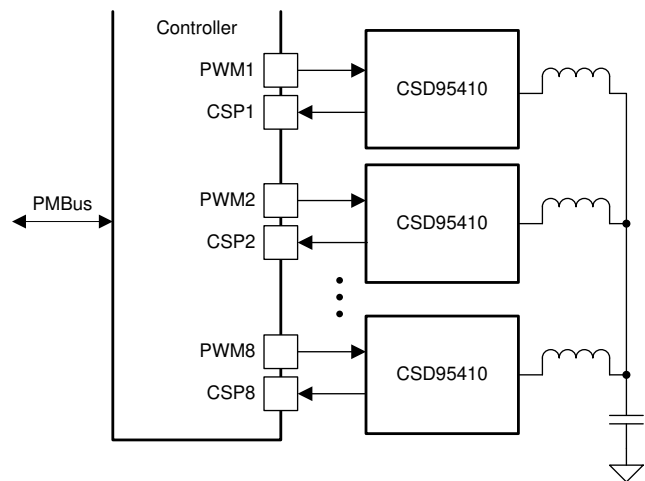 Controller
PWM1
CSD95410
CSP1
PMBus
PWM2
CSD95410
CSP2
PWM8
CSD95410
CSP8